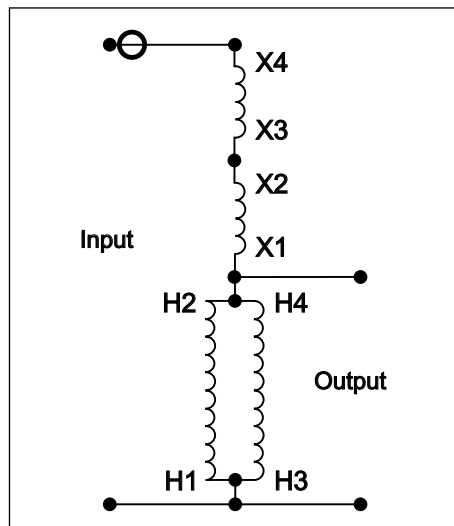 X4
X3
X2
Input
X1
H2 H4
Output
H1 H3